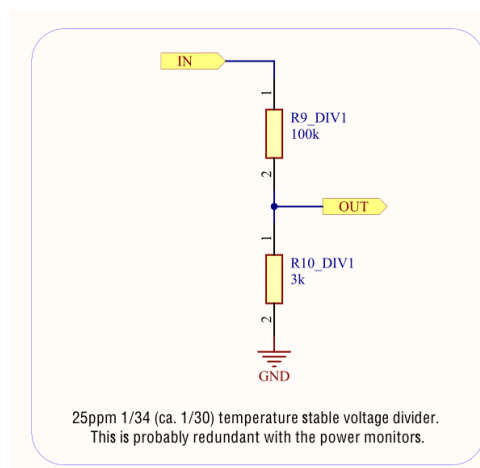 IN
1
R9_DIV1
100k
2
OUT
1
R10_DIV1
3k
2
GND
25ppm 1/34 (ca. 1/30) temperature stable voltage divider.
This is probably redundant with the power monitors.